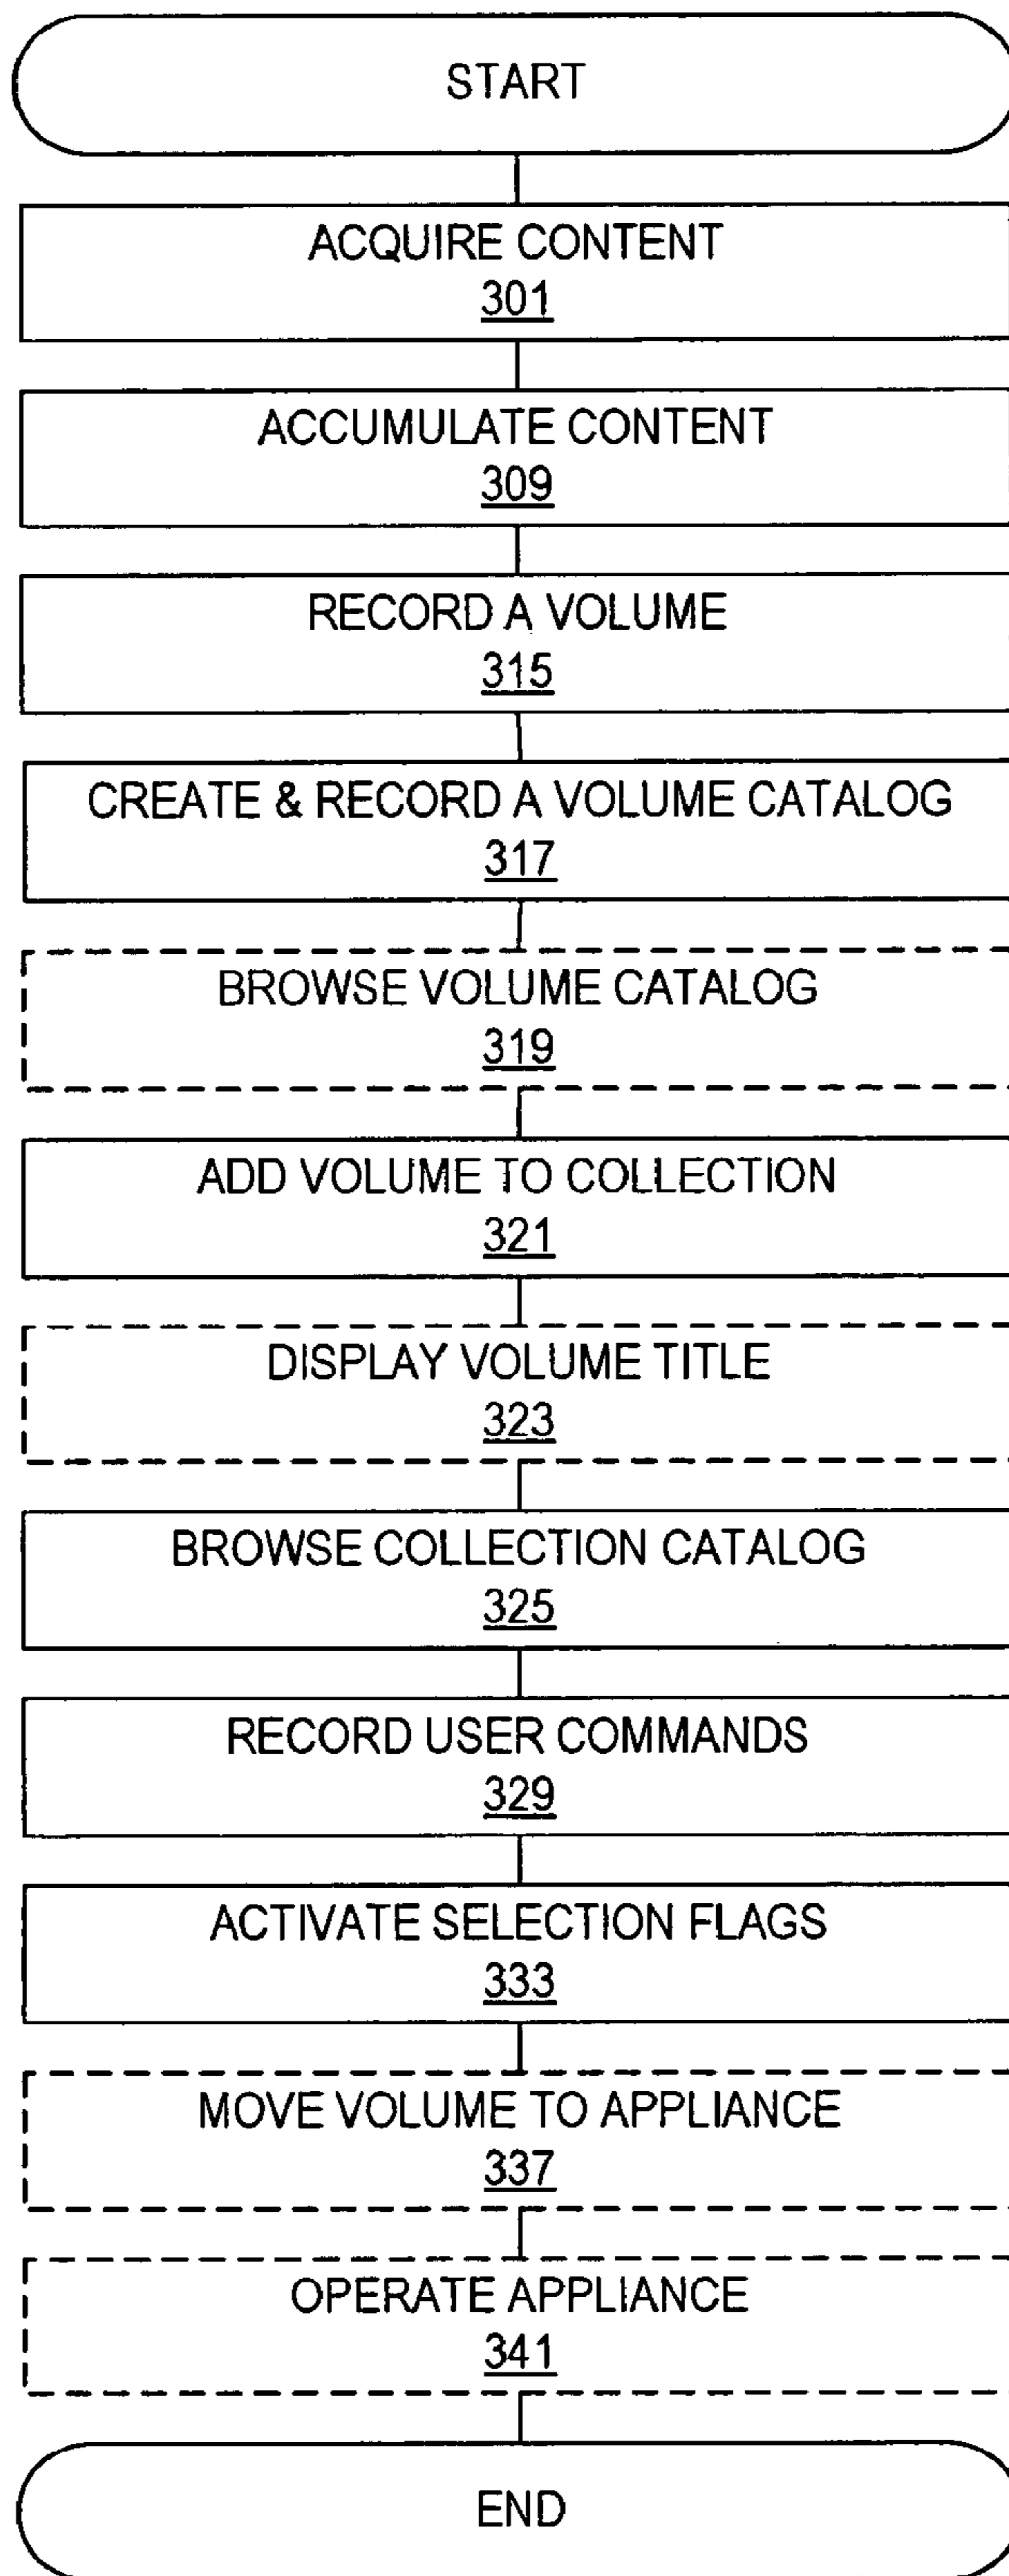 START
ACQUIRE CONTENT
301
ACCUMULATE CONTENT
309
RECORD A VOLUME
315
CREATE & RECORD A VOLUME CATALOG
317
BROWSE VOLUME CATALOG
319
ADD VOLUME TO COLLECTION
321
DISPLAY VOLUME TITLE
323
BROWSE COLLECTION CATALOG
325
RECORD USER COMMANDS
329
ACTIVATE SELECTION FLAGS
333
MOVE VOLUME TO APPLIANCE
337
OPERATE APPLIANCE
341
END